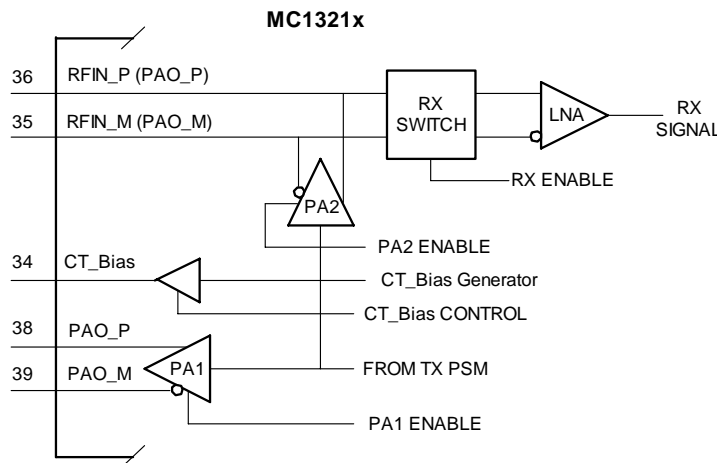 MC1321x
36 RFIN_P (PAO_P)
35 RFIN_M (PAO_M)
RX
SWITCH
LNA
RX
SIGNAL
RX ENABLE
PA2
PA2 ENABLE
34 CT_Bias
CT_Bias Generator
CT_Bias CONTROL
38 PAO_P
39 PAO_M
PA1
FROM TX PSM
PA1 ENABLE